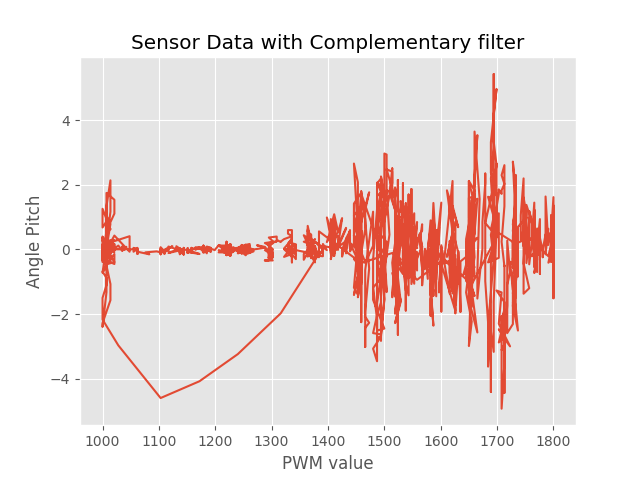 Sensor Data with Complementary filter
Angle Pitch
4
2
0
−2
−4
1000 1100 1200 1300 1400 1500 1600 1700 1800
PWM value